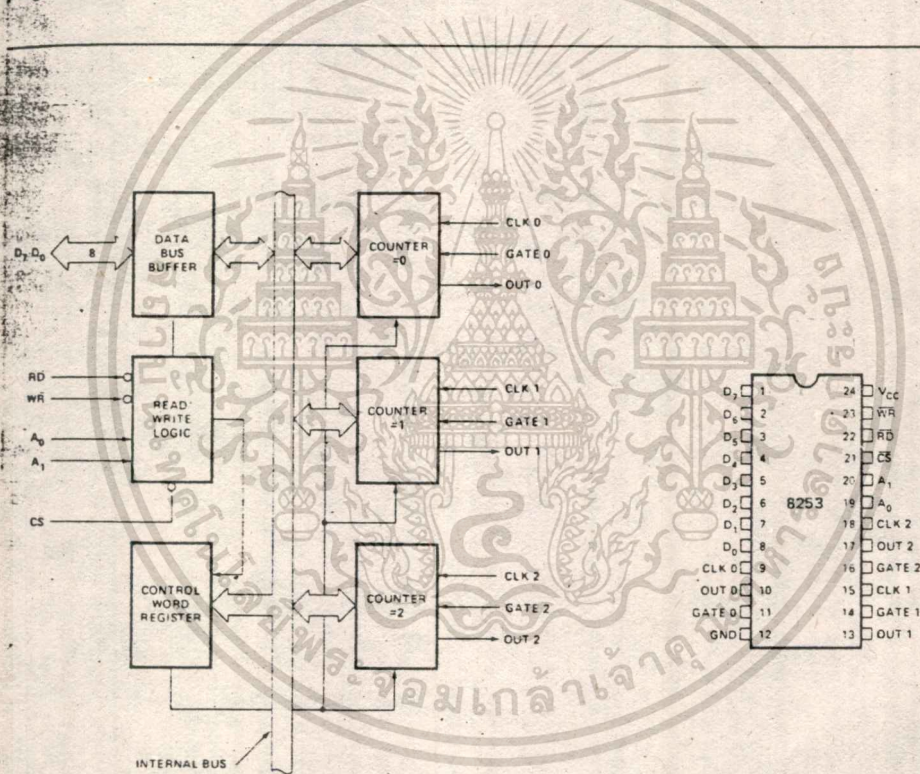 DATA
BUS
BUFFER
D7-D0
8
COUNTER
=0
CLK 0
GATE 0
OUT 0
RD
WR
A0
A1
CS
READ
WRITE
LOGIC
COUNTER
=1
CLK 1
GATE 1
OUT 1
CONTROL
WORD
REGISTER
COUNTER
=2
CLK 2
GATE 2
OUT 2
INTERNAL BUS
8253
D7 1
D6 2
D5 3
D4 4
D3 5
D2 6
D1 7
D0 8
CLK 0 9
OUT 0 10
GATE 0 11
GND 12
24 VCC
23 WR
22 RD
21 CS
20 A1
19 A0
18 CLK 2
17 OUT 2
16 GATE 2
15 CLK 1
14 GATE 1
13 OUT 1